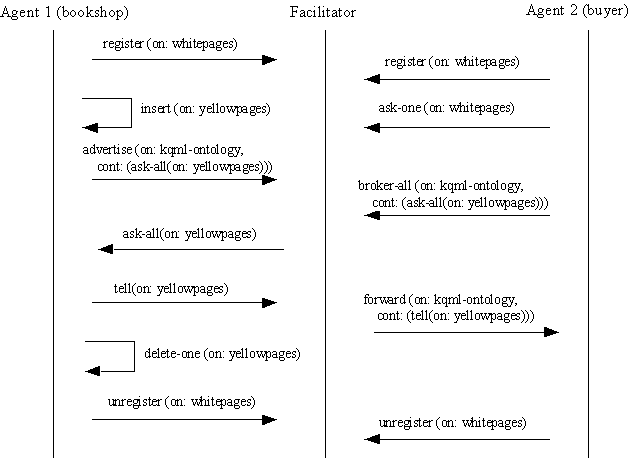 Agent 1 (bookshop)
Facilitator
Agent 2 (buyer)
register (on: whitepages)
register (on: whitepages)
insert (on: yellowpages)
ask-one (on: whitepages)
advertise (on: kqml-ontology,
cont: (ask-all(on: yellowpages)))
broker-all (on: kqml-ontology,
cont: (ask-all(on: yellowpages)))
ask-all(on: yellowpages)
tell(on: yellowpages)
forward (on: kqml-ontology,
cont: (tell(on: yellowpages)))
delete-one (on: yellowpages)
unregister (on: whitepages)
unregister (on: whitepages)